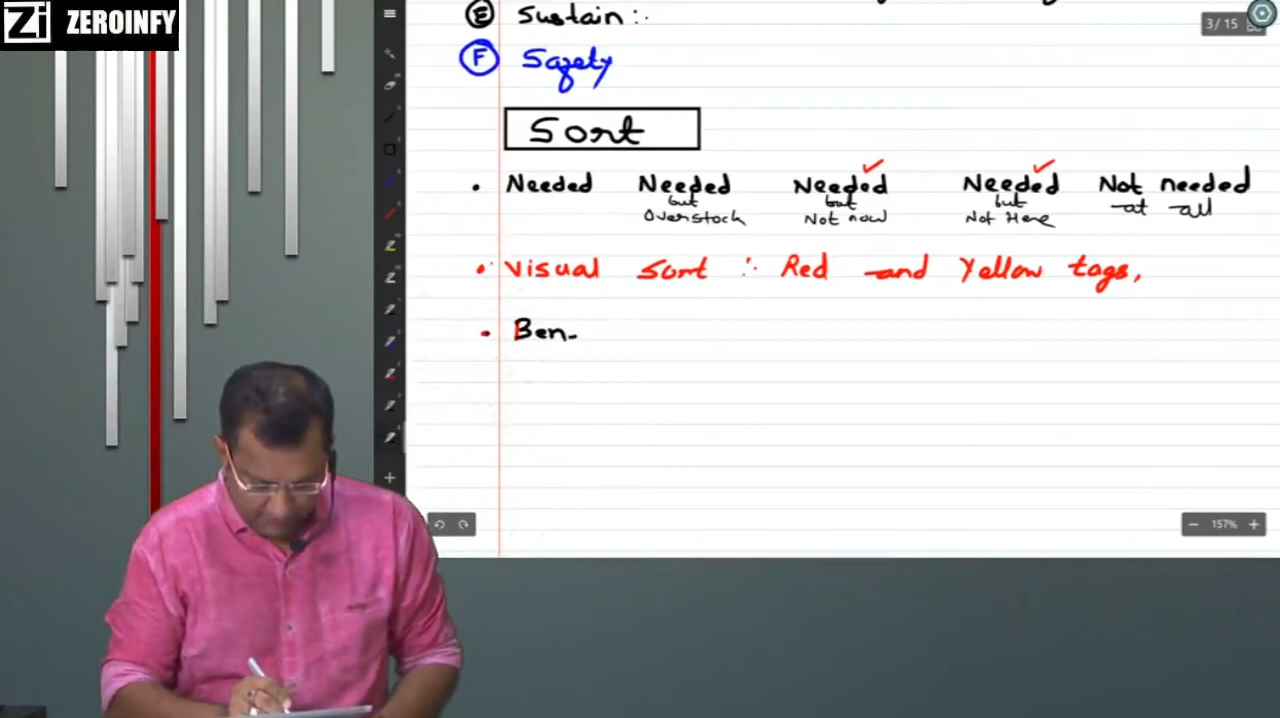 Zi ZEROINFY
3/15
E Sustain :.
F Safety
Sort
• Needed Needed but Overstock Needed but Not now Needed but Not Here Not needed at all
• Visual Sort :. Red and Yellow tags,
• Ben
157%